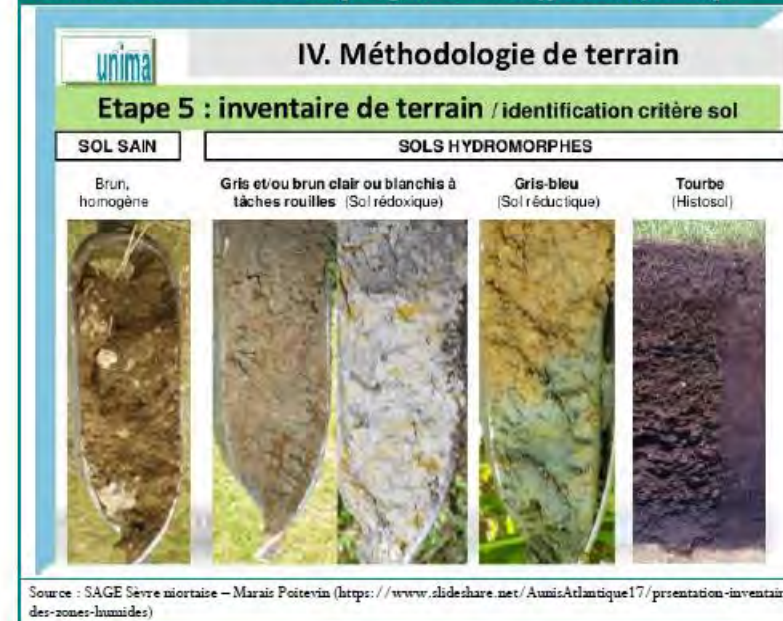 unima
IV. Méthodologie de terrain
Etape 5 : inventaire de terrain / identification critère sol
SOL SAIN
SOLS HYDROMORPHES
Brun,
homogène
Gris et/ou brun clair ou blanchis à
tâches rouilles (Sol rédoxique)
Gris-bleu
(Sol réductique)
Tourbe
(Histosol)
Source : SAGE Sèvre niortaise – Marais Poitevin (https://www.slideshare.net/AunisAtlantique17/prsentation-inventain
des-zones-humides)